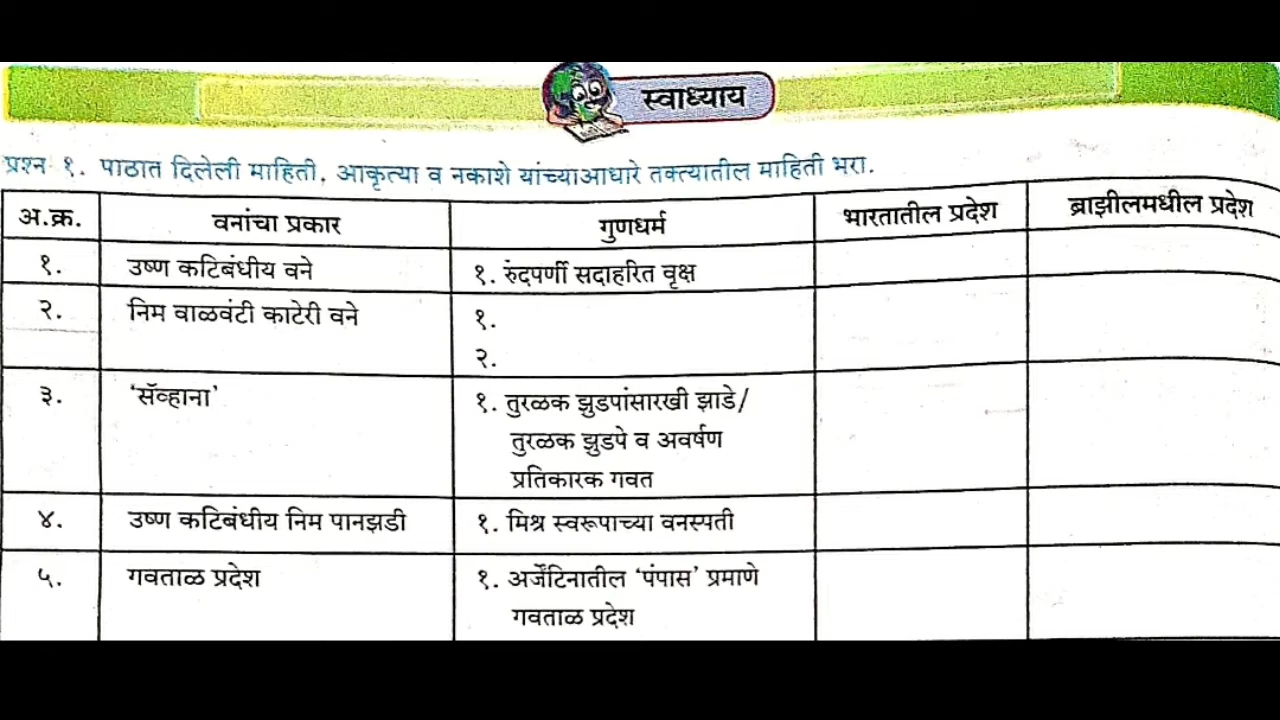 स्वाध्याय
प्रश्न १. पाठात दिलेली माहिती, आकृत्या व नकाशे यांच्याआधारे तक्त्यातील माहिती भरा.
अ.क्र. वनांचा प्रकार गुणधर्म भारतातील प्रदेश ब्राझीलमधील प्रदेश
१. उष्ण कटिबंधीय वने १. रुंदपर्णी सदाहरित वृक्ष
२. निम वाळवंटी काटेरी वने १.
२.
३. ‘सॅव्हाना’ १. तुरळक झुडपांसारखी झाडे/
तुरळक झुडपे व अवर्षण
प्रतिकारक गवत
४. उष्ण कटिबंधीय निम पानझडी १. मिश्र स्वरूपाच्या वनस्पती
५. गवताळ प्रदेश १. अर्जेंटिनातील ‘पंपास’ प्रमाणे
गवताळ प्रदेश